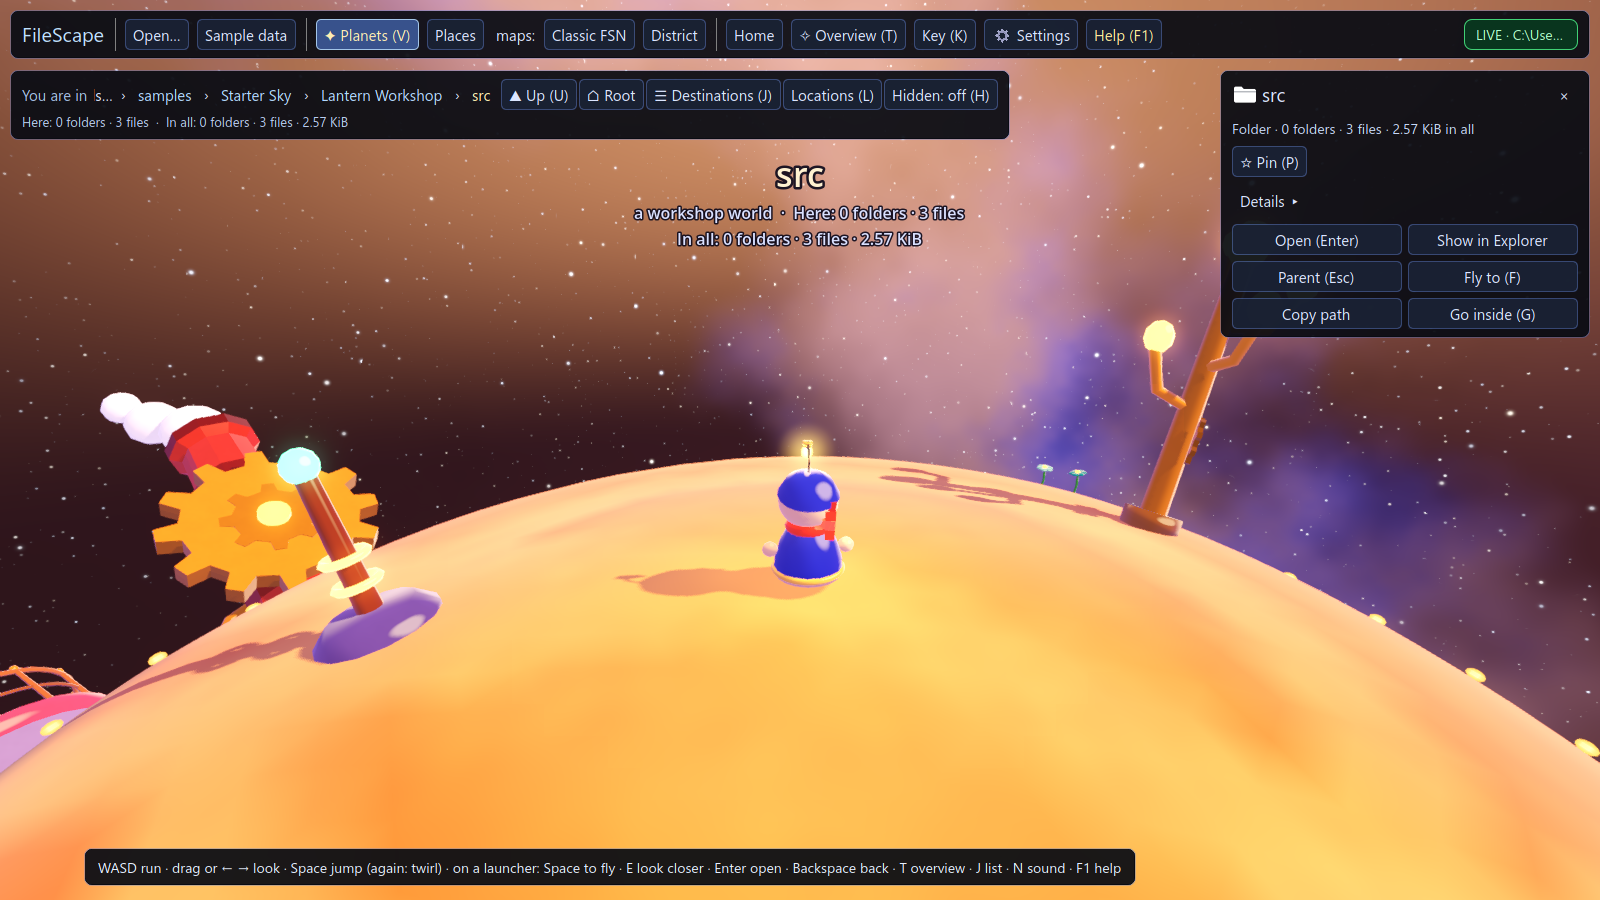 FileScape Open... Sample data ✦ Planets (V) Places maps: Classic FSN District Home ✧ Overview (T) Key (K) ⚙ Settings Help (F1) LIVE · C:\Use...
You are in s... › samples › Starter Sky › Lantern Workshop › src ▲ Up (U) ⌂ Root ☰ Destinations (J) Locations (L) Hidden: off (H)
Here: 0 folders · 3 files · In all: 0 folders · 3 files · 2.57 KiB
src ×
Folder · 0 folders · 3 files · 2.57 KiB in all
☆ Pin (P)
Details ▸
Open (Enter) Show in Explorer
Parent (Esc) Fly to (F)
Copy path Go inside (G)
src
a workshop world · Here: 0 folders · 3 files
In all: 0 folders · 3 files · 2.57 KiB
WASD run · drag or ← → look · Space jump (again: twirl) · on a launcher: Space to fly · E look closer · Enter open · Backspace back · T overview · J list · N sound · F1 help